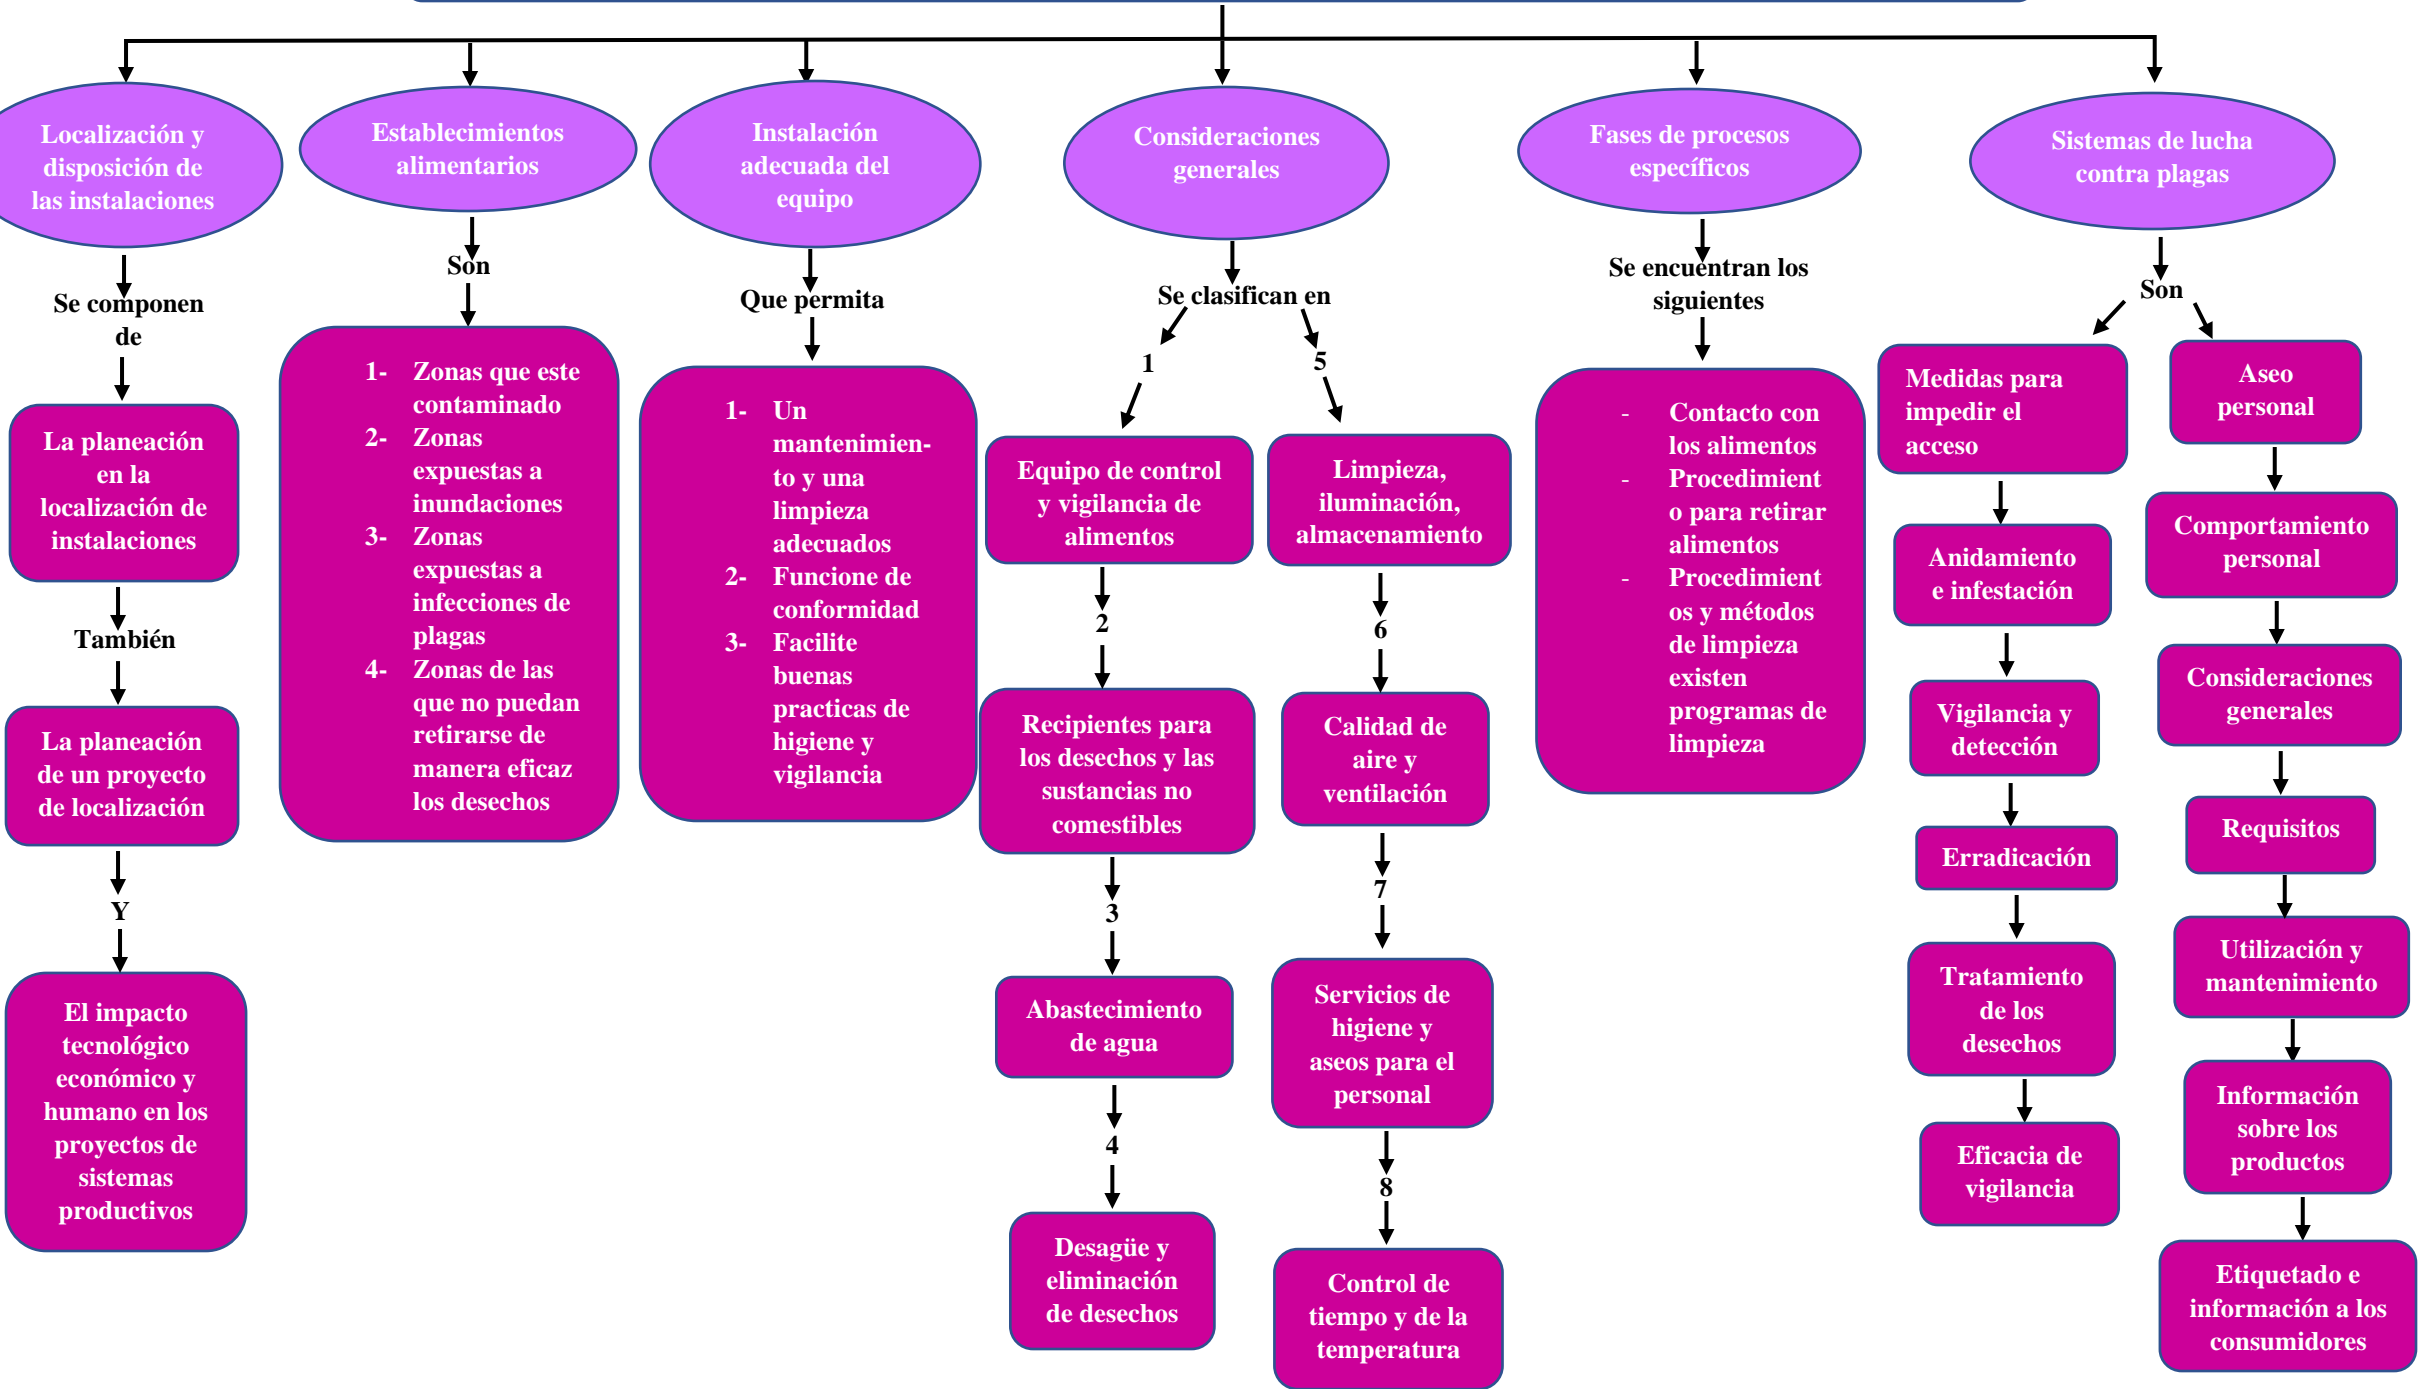 Localización y
disposición de
las instalaciones
Se componen
de
La planeación
en la
localización de
instalaciones
También
La planeación
de un proyecto
de localización
Y
El impacto
tecnológico
económico y
humano en los
proyectos de
sistemas
productivos
Establecimientos
alimentarios
Son
1- Zonas que este
contaminado
2- Zonas
expuestas a
inundaciones
3- Zonas
expuestas a
infecciones de
plagas
4- Zonas de las
que no puedan
retirarse de
manera eficaz
los desechos
Instalación
adecuada del
equipo
Que permita
1- Un
mantenimien-
to y una
limpieza
adecuados
2- Funcione de
conformidad
3- Facilite
buenas
practicas de
higiene y
vigilancia
Consideraciones
generales
Se clasifican en
1
Equipo de control
y vigilancia de
alimentos
2
Recipientes para
los desechos y las
sustancias no
comestibles
3
Abastecimiento
de agua
4
Desagüe y
eliminación
de desechos
5
Limpieza,
iluminación,
almacenamiento
6
Calidad de
aire y
ventilación
7
Servicios de
higiene y
aseos para el
personal
8
Control de
tiempo y de la
temperatura
Fases de procesos
específicos
Se encuentran los
siguientes
- Contacto con
los alimentos
- Procedimient
o para retirar
alimentos
- Procedimient
os y métodos
de limpieza
existen
programas de
limpieza
Sistemas de lucha
contra plagas
Son
Medidas para
impedir el
acceso
Anidamiento
e infestación
Vigilancia y
detección
Erradicación
Tratamiento
de los
desechos
Eficacia de
vigilancia
Aseo
personal
Comportamiento
personal
Consideraciones
generales
Requisitos
Utilización y
mantenimiento
Información
sobre los
productos
Etiquetado e
información a los
consumidores